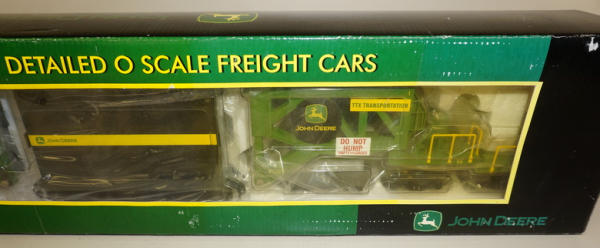 DETAILED O SCALE FREIGHT CARS
JOHN DEERE
JOHN DEERE
TTX TRANSPORTATION
DO NOT
HUMP
JOHN DEERE